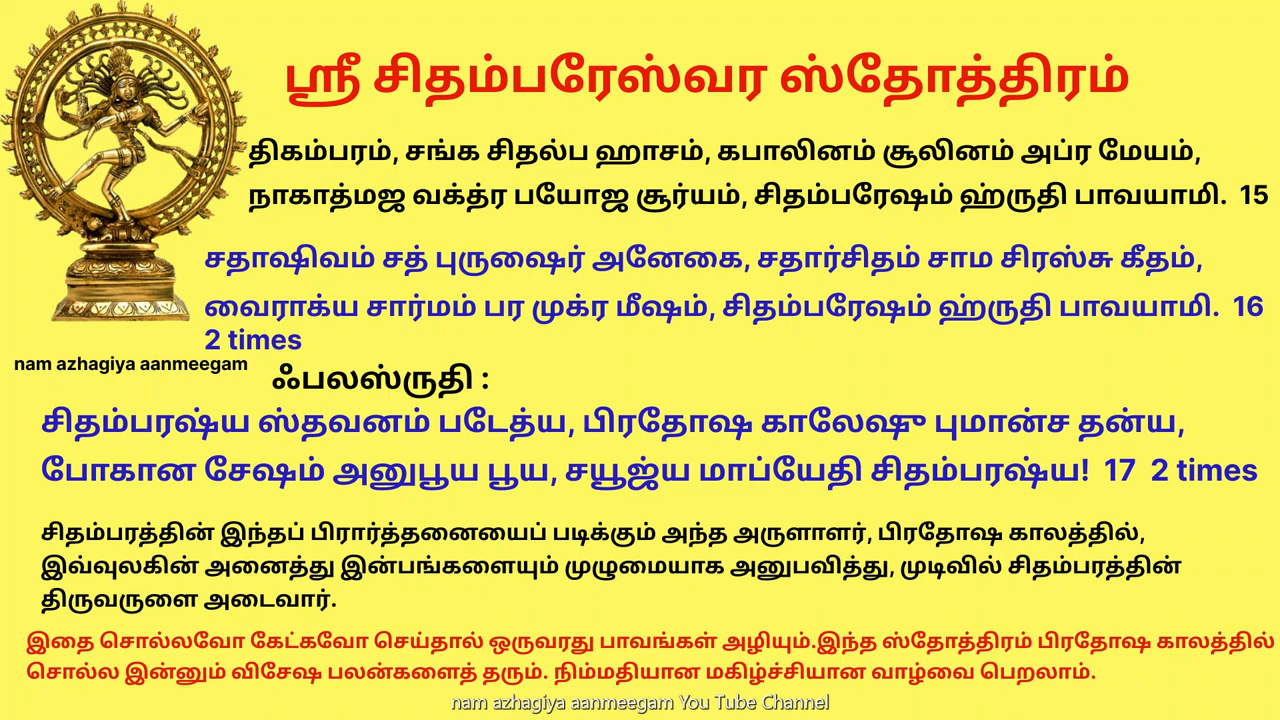 ஸ்ரீ சிதம்பரேஸ்வர ஸ்தோத்திரம்
திகம்பரம், சங்க சிதல்ப ஹாசம், கபாலினம் சூலினம் அப்ர மேயம்,
நாகாத்மஜ வக்த்ர பயோஜ சூர்யம், சிதம்பரேஷம் ஹ்ருதி பாவயாமி. 15
சதாஷிவம் சத் புருஷைர் அனேகை, சதார்சிதம் சாம சிரஸ்சு கீதம்,
வைராக்ய சார்மம் பர முக்ர மீஷம், சிதம்பரேஷம் ஹ்ருதி பாவயாமி. 16
2 times
nam azhagiya aanmeegam
ஃபலஸ்ருதி :
சிதம்பரஷ்ய ஸ்தவனம் படேத்ய, பிரதோஷ காலேஷு புமான்ச தன்ய,
போகான சேஷம் அனுபூய பூய, சயூஜ்ய மாப்யேதி சிதம்பரஷ்ய! 17 2 times
சிதம்பரத்தின் இந்தப் பிரார்த்தனையைப் படிக்கும் அந்த அருளாளர், பிரதோஷ காலத்தில்,
இவ்வுலகின் அனைத்து இன்பங்களையும் முழுமையாக அனுபவித்து, முடிவில் சிதம்பரத்தின்
திருவருளை அடைவார்.
இதை சொல்லவோ கேட்கவோ செய்தால் ஒருவரது பாவங்கள் அழியும்.இந்த ஸ்தோத்திரம் பிரதோஷ காலத்தில்
சொல்ல இன்னும் விசேஷ பலன்களைத் தரும். நிம்மதியான மகிழ்ச்சியான வாழ்வை பெறலாம்.
nam azhagiya aanmeegam You Tube Channel